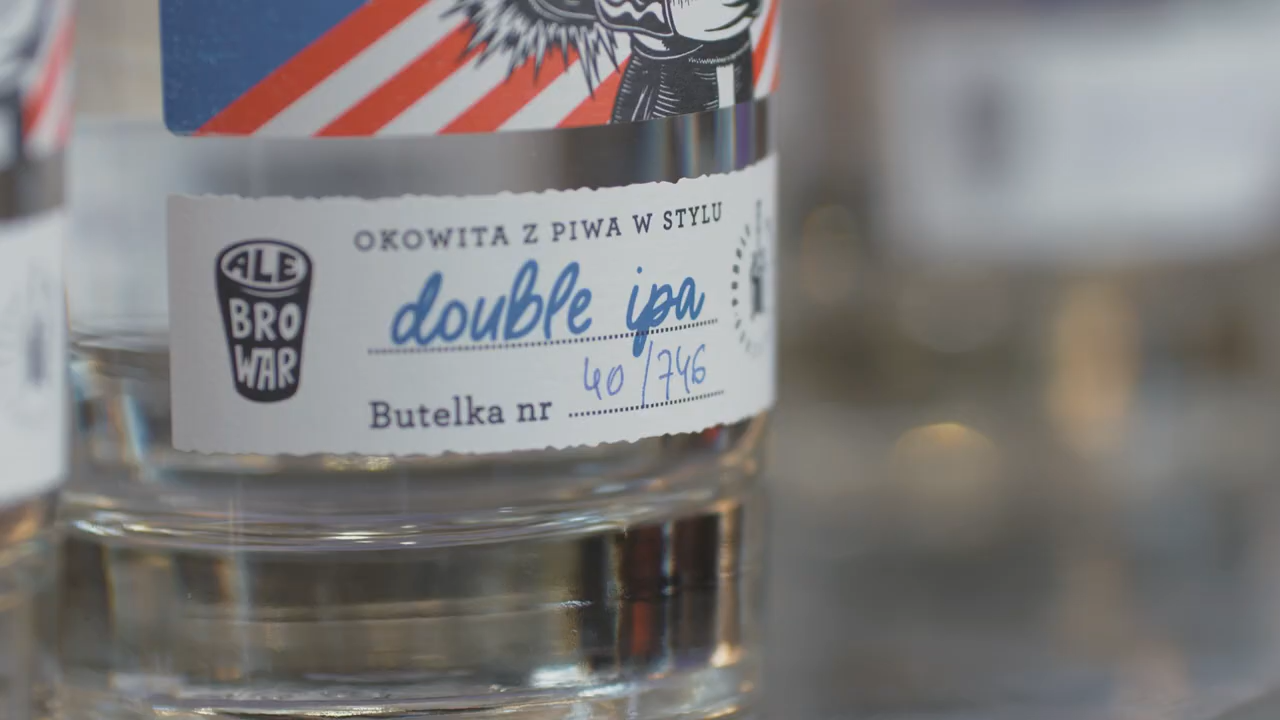 ALE
BRO
WAR
OKOWITA Z PIWA W STYLU
double ipa
Butelka nr 40/746